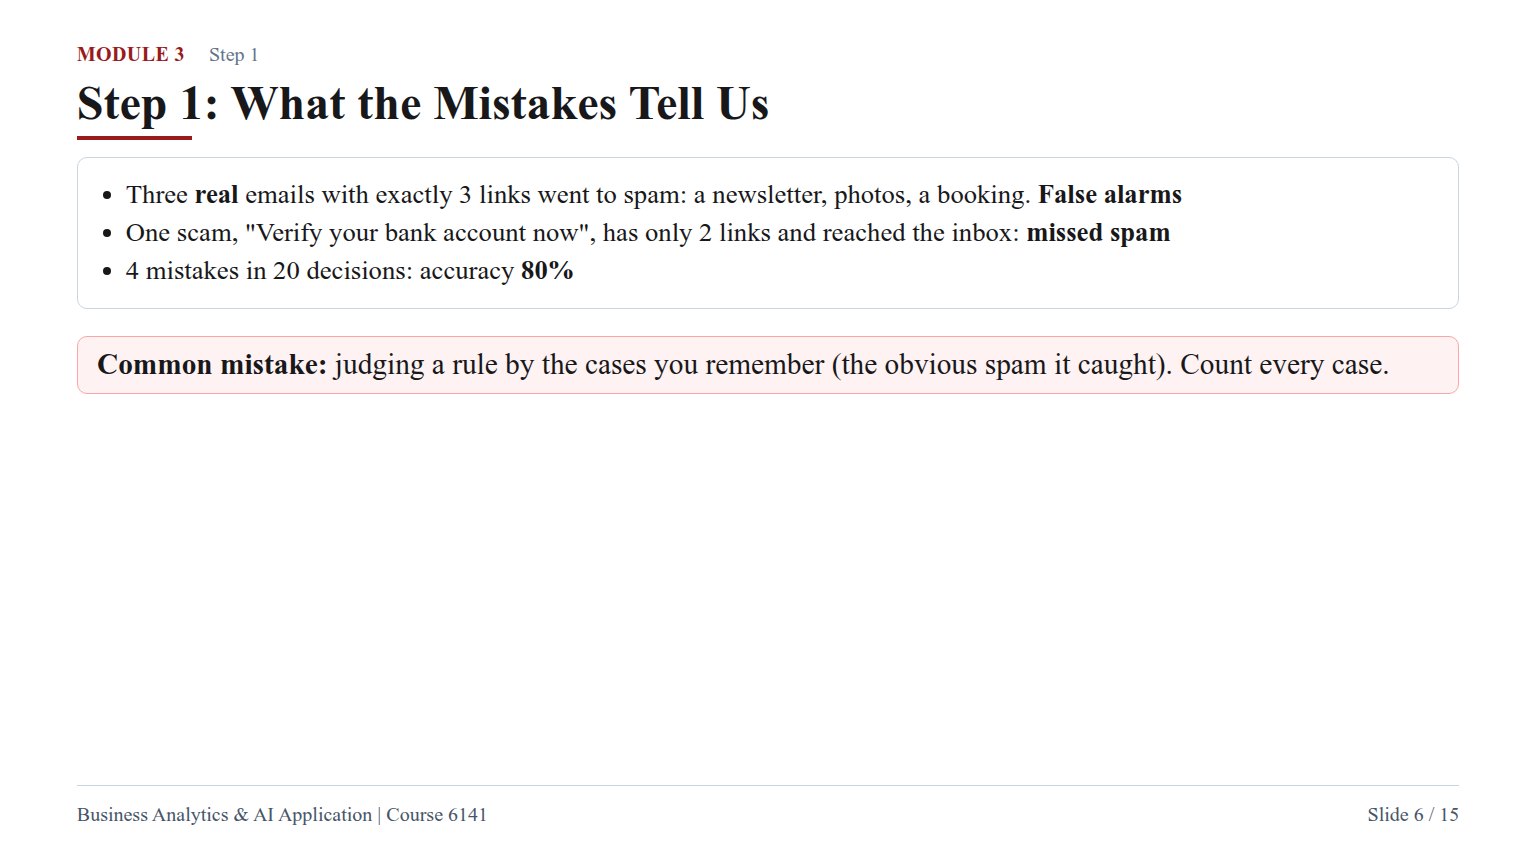 MODULE 3 Step 1
Step 1: What the Mistakes Tell Us
• Three real emails with exactly 3 links went to spam: a newsletter, photos, a booking. False alarms
• One scam, "Verify your bank account now", has only 2 links and reached the inbox: missed spam
• 4 mistakes in 20 decisions: accuracy 80%
Common mistake: judging a rule by the cases you remember (the obvious spam it caught). Count every case.
Business Analytics & AI Application | Course 6141
Slide 6 / 15